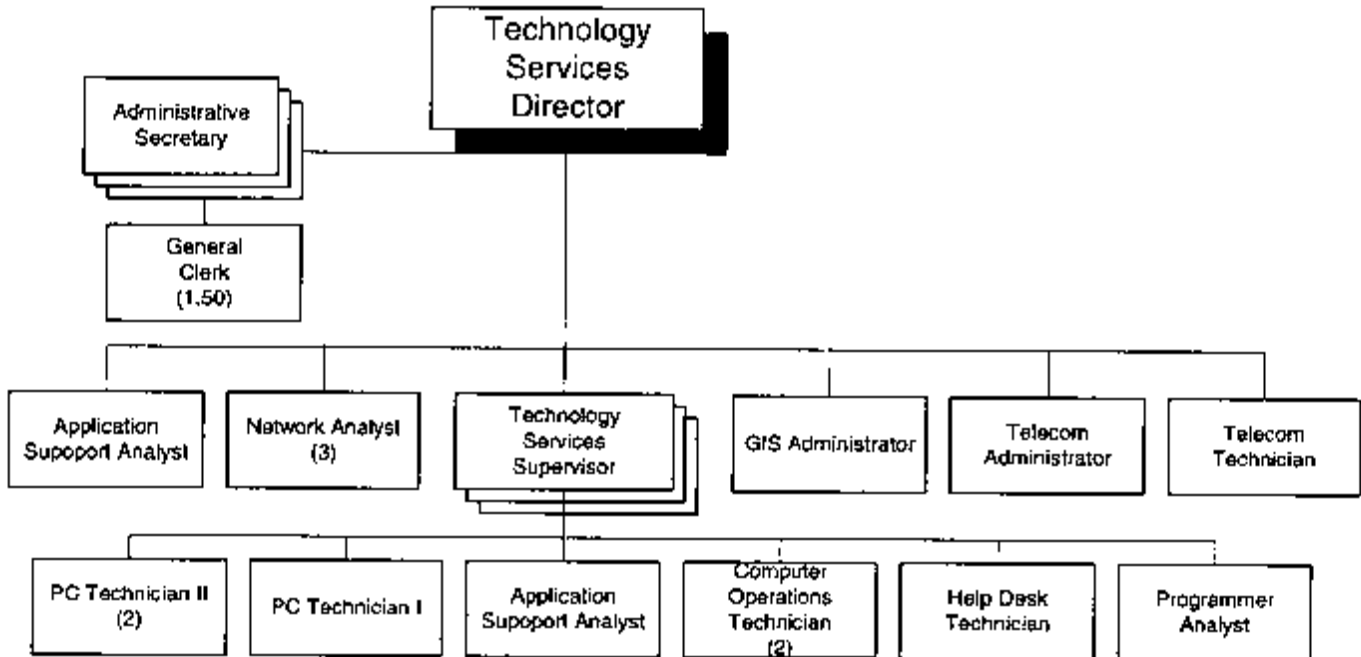 Technology
Services
Director
Administrative
Secretary
General
Clerk
(1.50)
Application
Supoport Analyst
Network Analyst
(3)
Technology
Services
Supervisor
GIS Administrator
Telecom
Administrator
Telecom
Technician
PC Technician II
(2)
PC Technician I
Application
Supoport Analyst
Computer
Operations
Technician
(2)
Help Desk
Technician
Programmer
Analyst